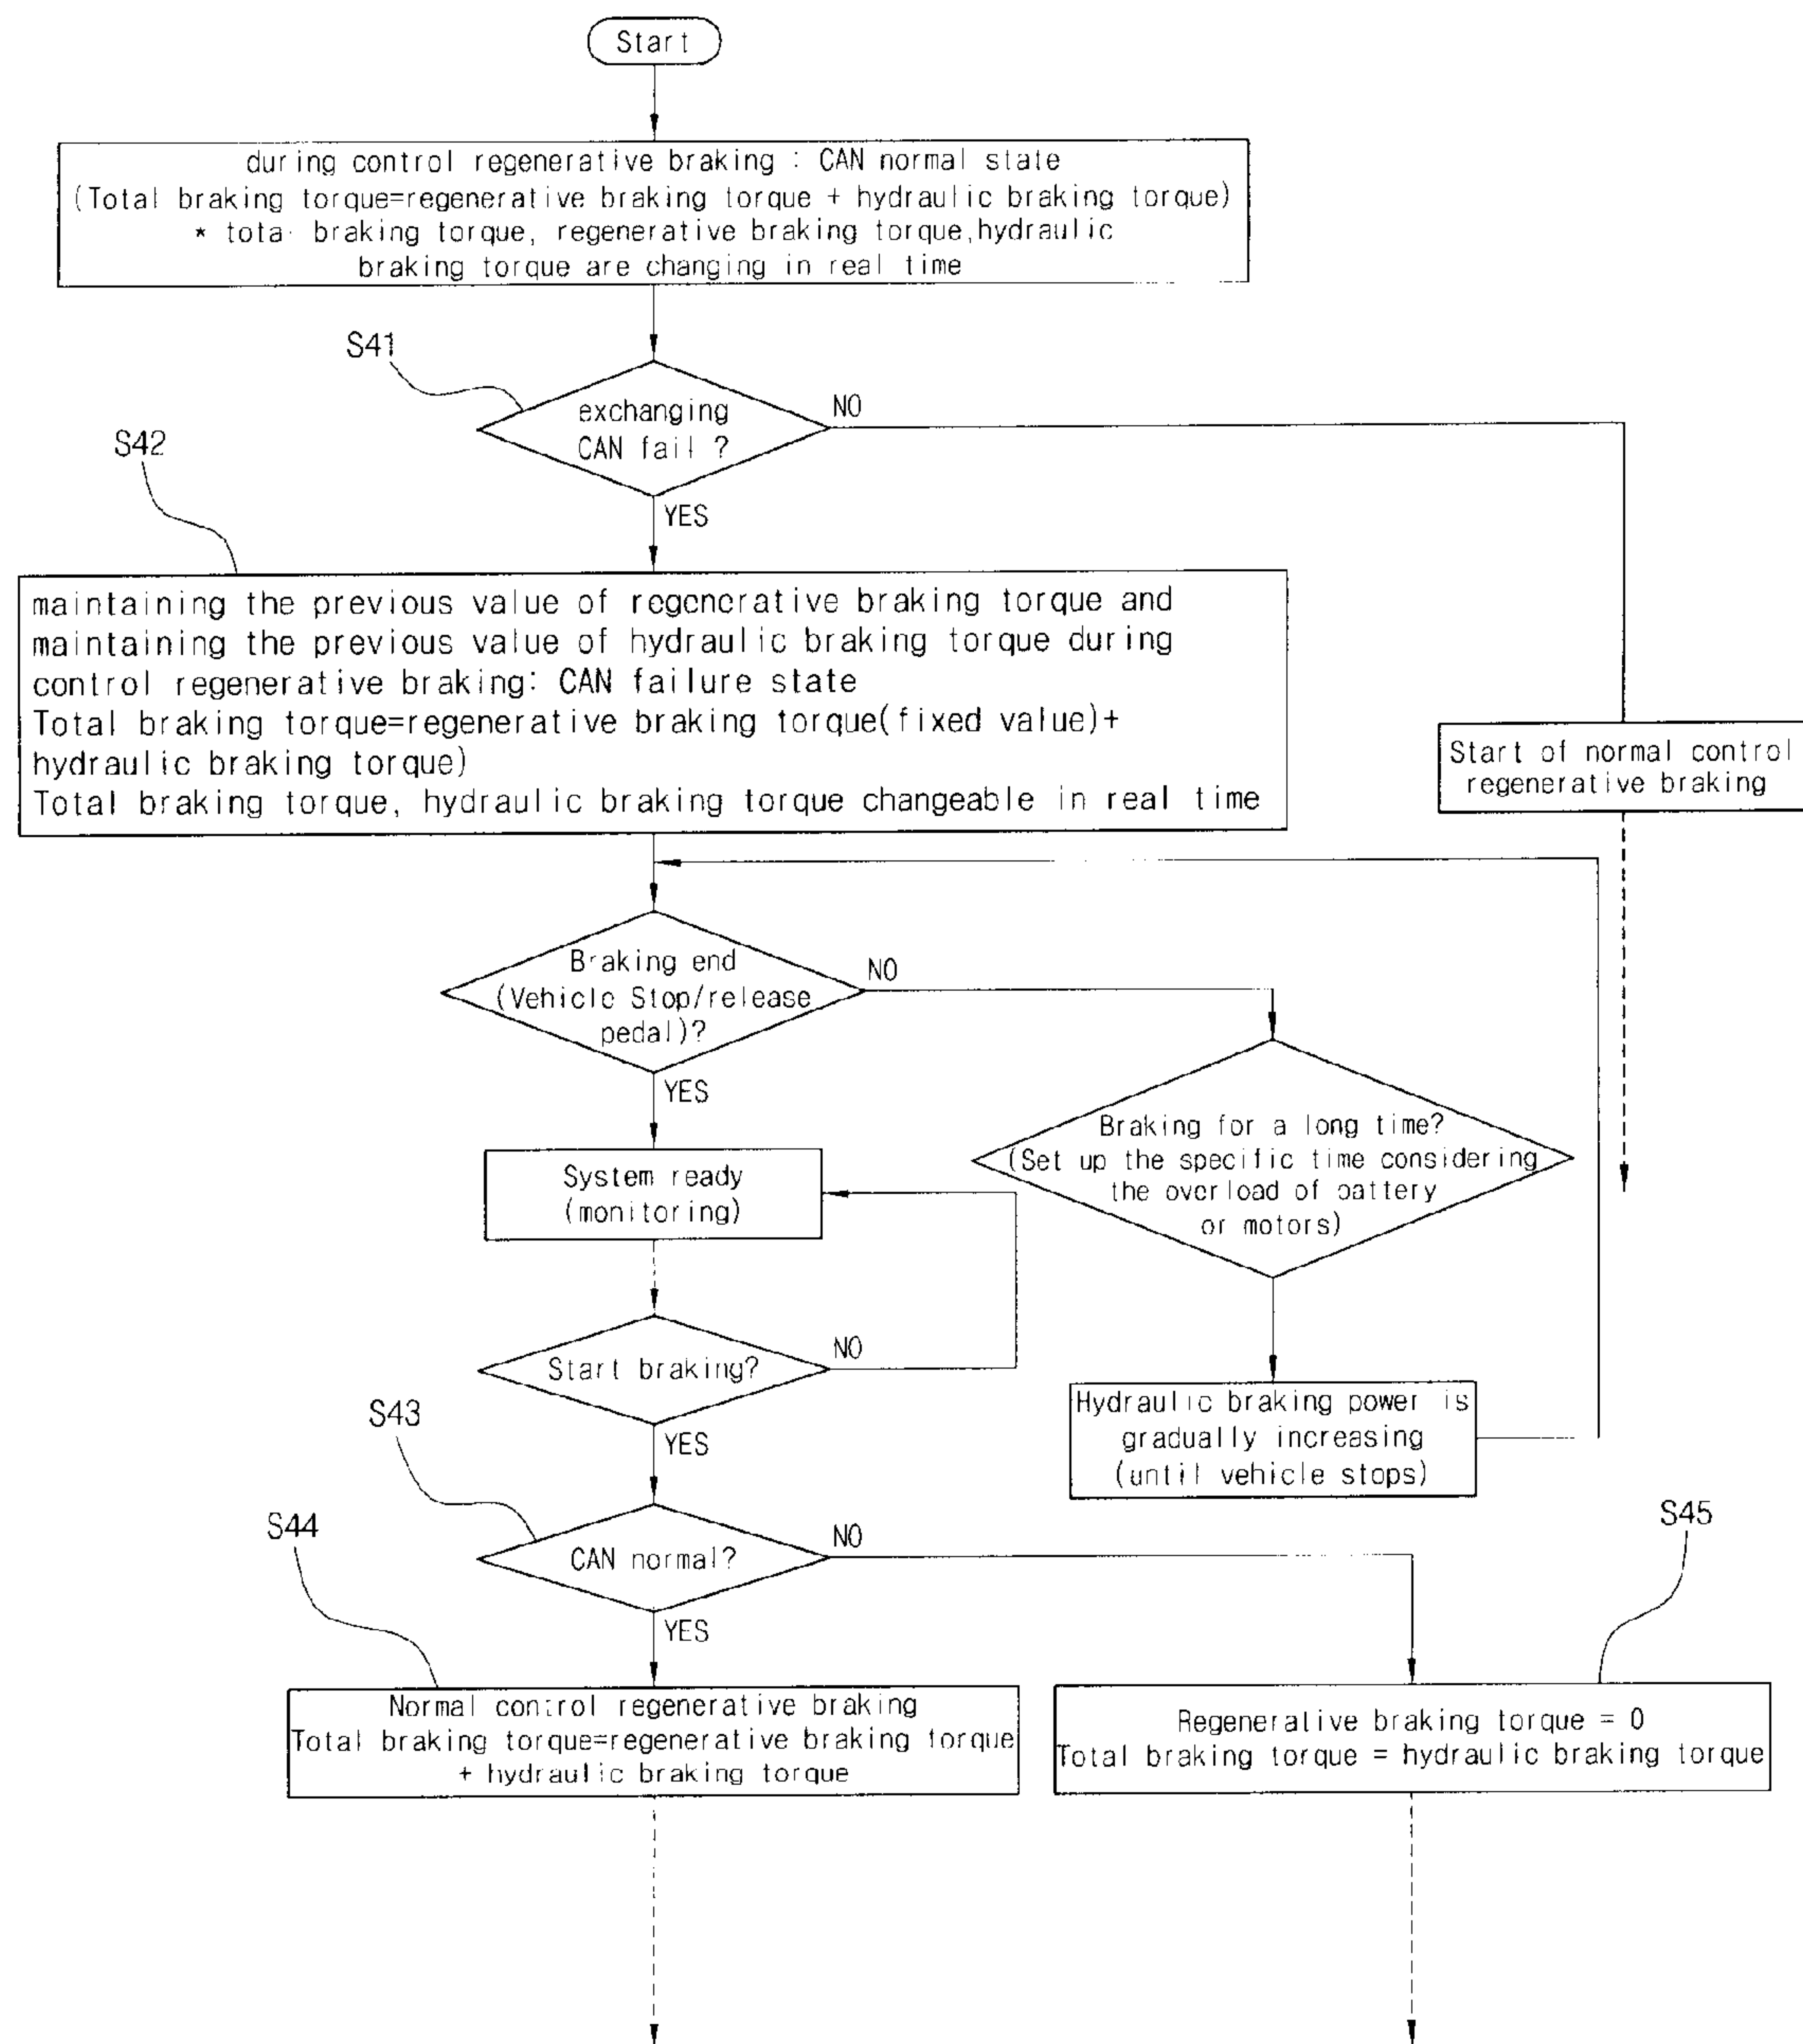 Start
during control regenerative braking : CAN normal state
(Total braking torque=regenerative braking torque + hydraulic braking torque)
* tota braking torque, regenerative braking torque,hydraulic
braking torque are changing in real time
S41
exchanging
CAN fail ?
NO
S42
YES
maintaining the previous value of regenerative braking torque and
maintaining the previous value of hydraulic braking torque during
control regenerative braking: CAN failure state
Total braking torque=regenerative braking torque(fixed value)+
hydraulic braking torque)
Total braking torque, hydraulic braking torque changeable in real time
Start of normal control
regenerative braking
Braking end
(Vehicle Stop/release
pedal)?
NO
YES
Braking for a long time?
(Set up the specific time considering
the overload of battery
or motors)
System ready
(monitoring)
Start braking?
NO
YES
Hydraulic braking power is
gradually increasing
(until vehicle stops)
S43
CAN normal?
NO
YES
S44
S45
Normal control regenerative braking
Total braking torque=regenerative braking torque
+ hydraulic braking torque
Regenerative braking torque = 0
Total braking torque = hydraulic braking torque